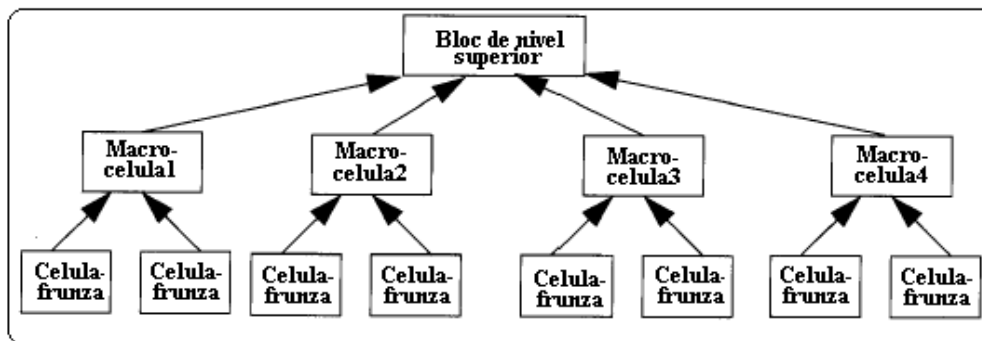 Bloc de nivel
superior
Macro-
celula1
Macro-
celula2
Macro-
celula3
Macro-
celula4
Celula-
frunza
Celula-
frunza
Celula-
frunza
Celula-
frunza
Celula-
frunza
Celula-
frunza
Celula-
frunza
Celula-
frunza